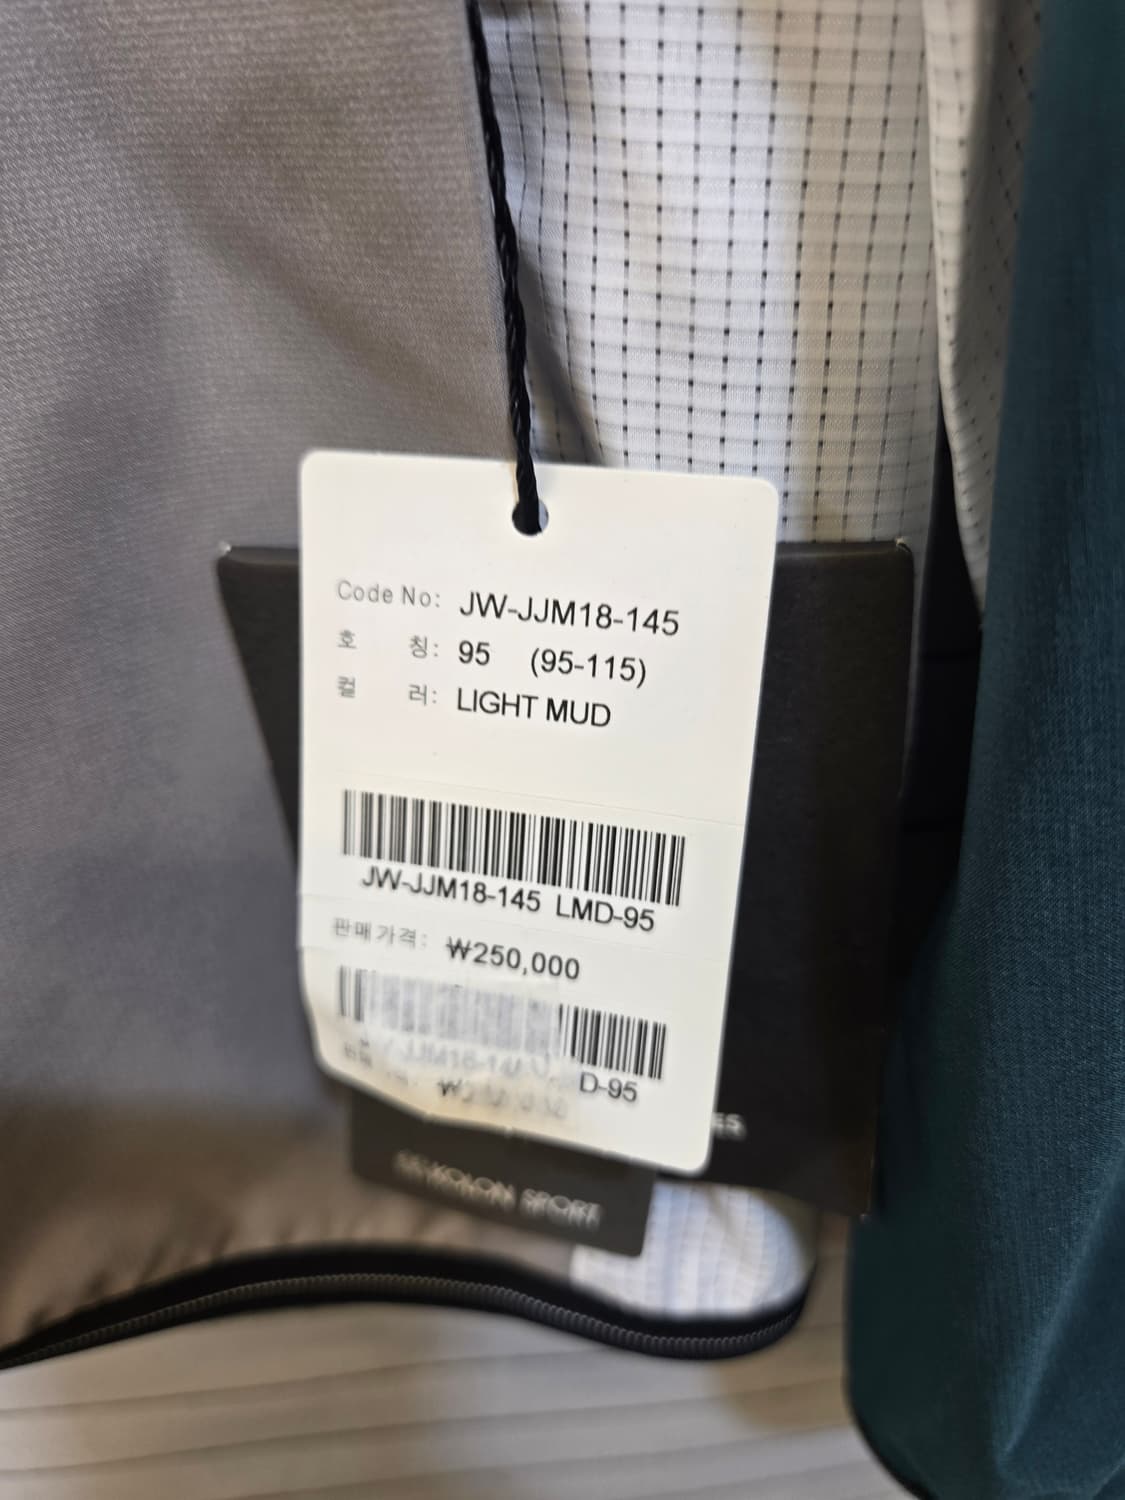 Code No: JW-JJM18-145
호 칭: 95 (95-115)
컬 러: LIGHT MUD
JW-JJM18-145 LMD-95
판매가격: ₩250,000
D-95
ES
KOLON SPORT